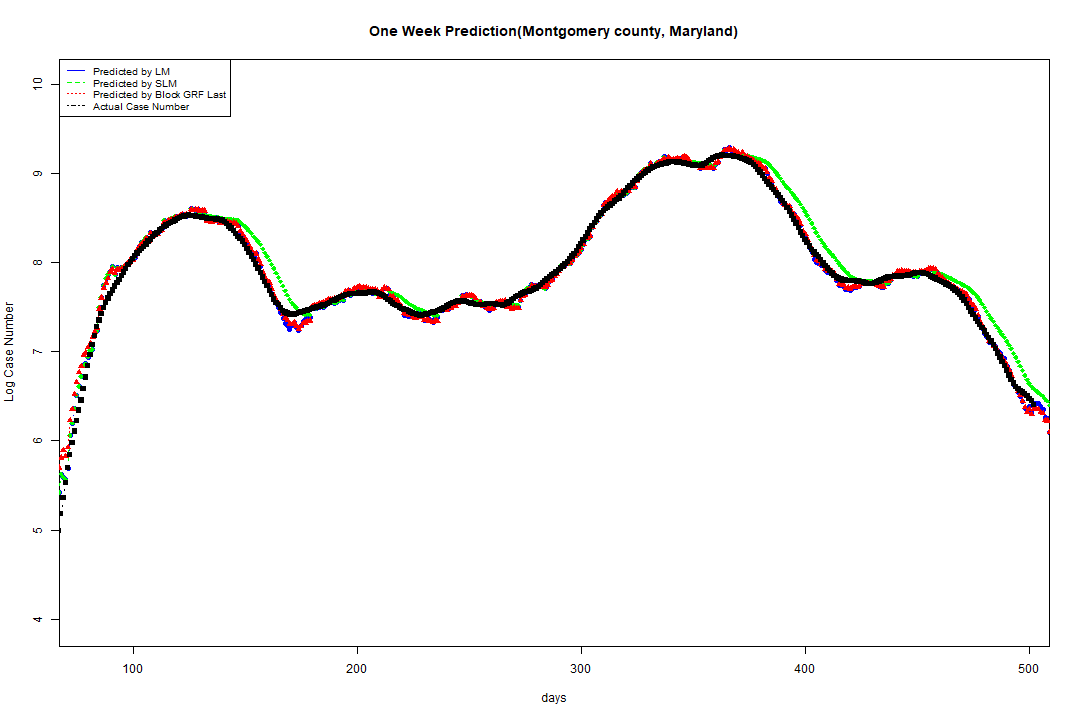 One Week Prediction(Montgomery county, Maryland)
Predicted by LM
Predicted by SLM
Predicted by Block GRF Last
Actual Case Number
Log Case Number
10
9
8
7
6
5
4
100
200
300
400
500
days